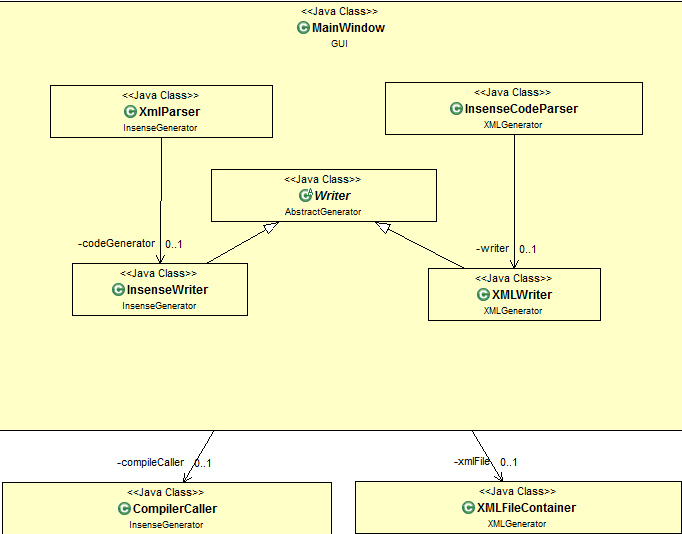 <<Java Class>>
MainWindow
GUI
<<Java Class>>
XmlParser
InsenseGenerator
<<Java Class>>
InsenseCodeParser
XMLGenerator
<<Java Class>>
Writer
AbstractGenerator
-codeGenerator 0..1
-writer 0..1
<<Java Class>>
InsenseWriter
InsenseGenerator
<<Java Class>>
XMLWriter
XMLGenerator
-compileCaller 0..1
-xmlFile 0..1
<<Java Class>>
CompilerCaller
InsenseGenerator
<<Java Class>>
XMLFileContainer
XMLGenerator